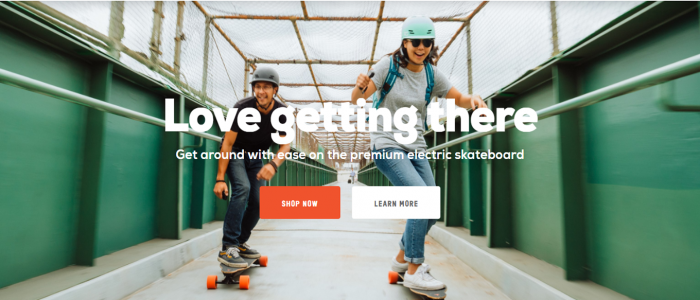 Love getting there
Get around with ease on the premium electric skateboard
SHOP NOW
LEARN MORE